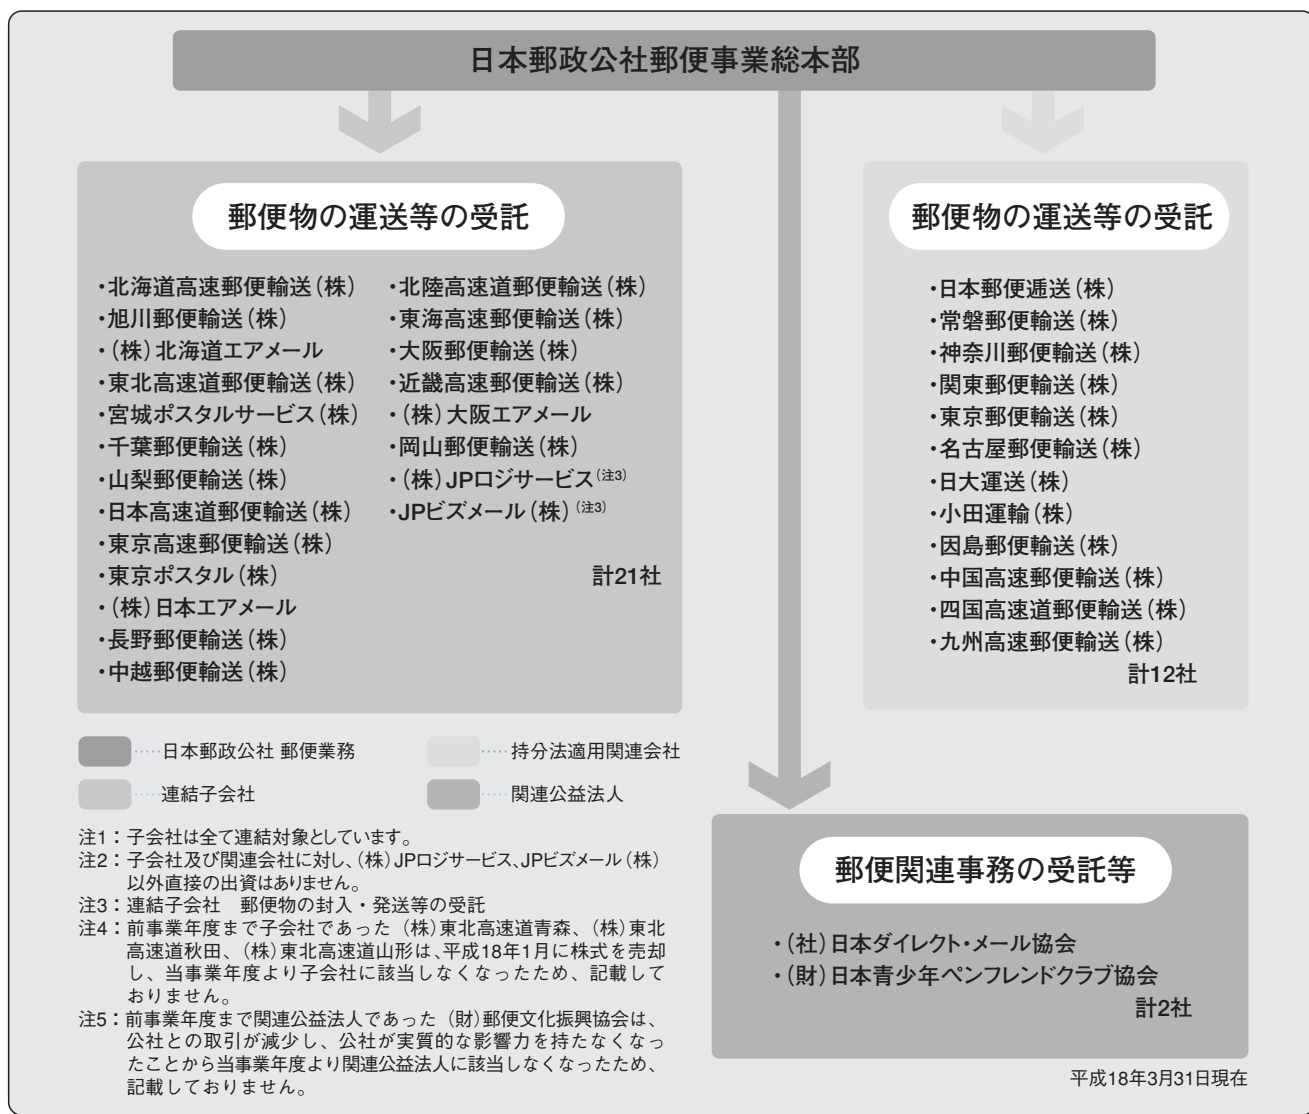 日本郵政公社郵便事業総本部
郵便物の運送等の受託
・北海道高速郵便輸送（株）
・旭川郵便輸送（株）
・（株）北海道エアメール
・東北高速道郵便輸送（株）
・宮城ポスタルサービス（株）
・千葉郵便輸送（株）
・山梨郵便輸送（株）
・日本高速道郵便輸送（株）
・東京高速郵便輸送（株）
・東京ポスタル（株）
・（株）日本エアメール
・長野郵便輸送（株）
・中越郵便輸送（株）
・北陸高速道郵便輸送（株）
・東海高速郵便輸送（株）
・大阪郵便輸送（株）
・近畿高速郵便輸送（株）
・（株）大阪エアメール
・岡山郵便輸送（株）
・（株）JPロジサービス（注3）
・JPビズメール（株）（注3）
計21社
郵便物の運送等の受託
・日本郵便逓送（株）
・常磐郵便輸送（株）
・神奈川郵便輸送（株）
・関東郵便輸送（株）
・東京郵便輸送（株）
・名古屋郵便輸送（株）
・日大運送（株）
・小田運輸（株）
・因島郵便輸送（株）
・中国高速郵便輸送（株）
・四国高速道郵便輸送（株）
・九州高速郵便輸送（株）
計12社
……日本郵政公社 郵便業務
……持分法適用関連会社
……連結子会社
……関連公益法人
注1：子会社は全て連結対象としています。
注2：子会社及び関連会社に対し、（株）JPロジサービス、JPビズメール（株）
以外直接の出資はありません。
注3：連結子会社　郵便物の封入・発送等の受託
注4：前事業年度まで子会社であった（株）東北高速道青森、（株）東北
高速道秋田、（株）東北高速道山形は、平成18年1月に株式を売却
し、当事業年度より子会社に該当しなくなったため、記載して
おりません。
注5：前事業年度まで関連公益法人であった（財）郵便文化振興協会は、
公社との取引が減少し、公社が実質的な影響力を持たなくなっ
たことから当事業年度より関連公益法人に該当しなくなったため、
記載しておりません。
郵便関連事務の受託等
・（社）日本ダイレクト・メール協会
・（財）日本青少年ペンフレンドクラブ協会
計2社
平成18年3月31日現在